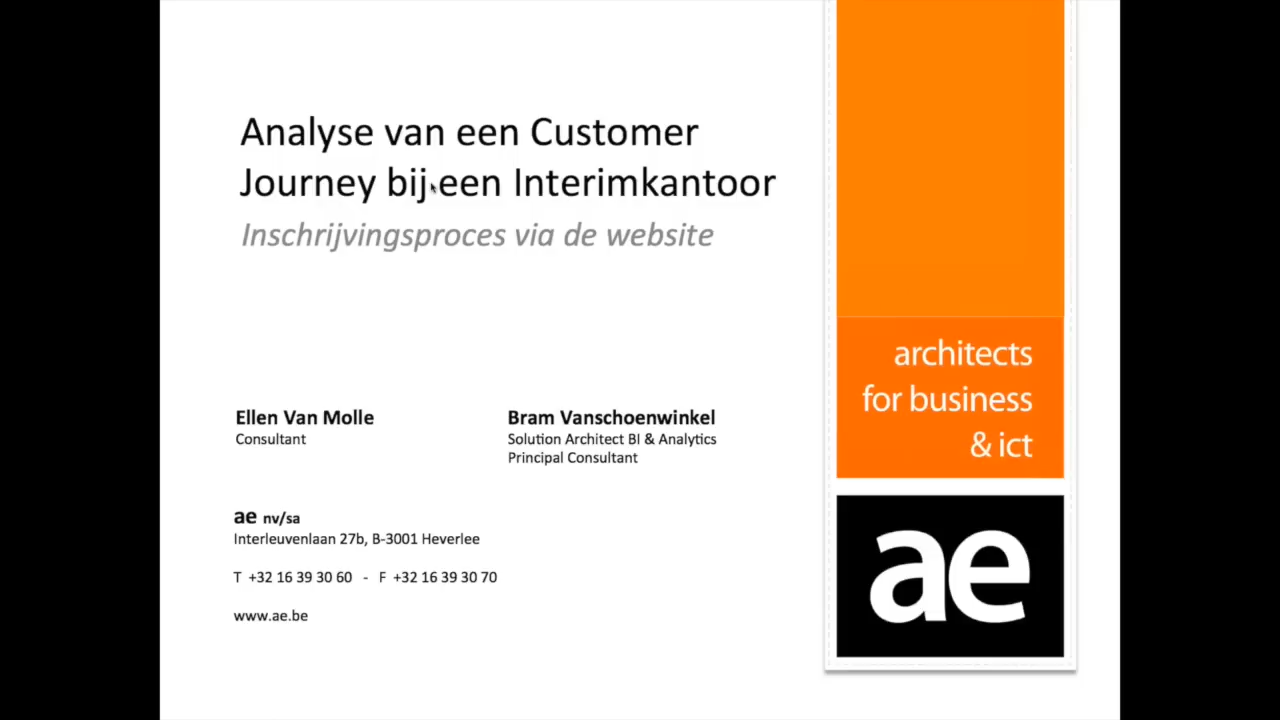 Analyse van een Customer
Journey bij een Interimkantoor
Inschrijvingsproces via de website
Ellen Van Molle
Consultant
Bram Vanschoenwinkel
Solution Architect BI & Analytics
Principal Consultant
ae nv/sa
Interleuvenlaan 27b, B-3001 Heverlee
T +32 16 39 30 60 - F +32 16 39 30 70
www.ae.be
architects
for business
& ict
ae